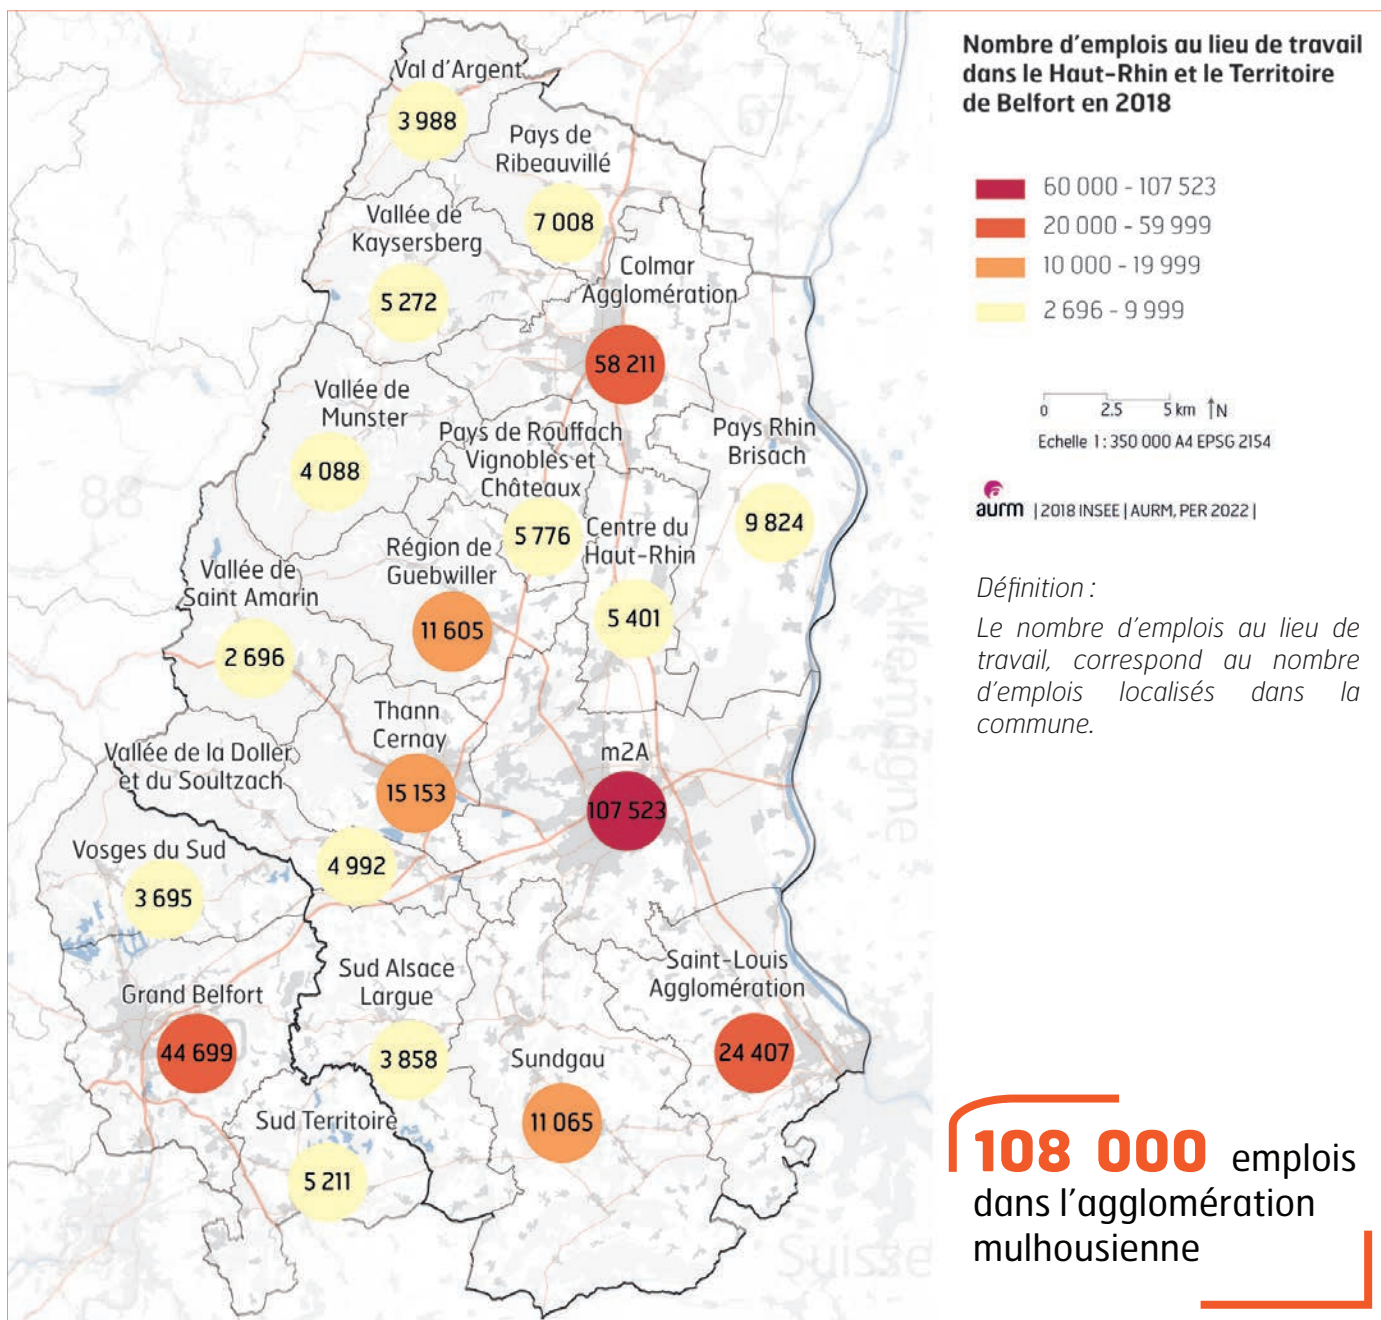 Nombre d'emplois au lieu de travail
dans le Haut-Rhin et le Territoire
de Belfort en 2018
60 000 - 107 523
20 000 - 59 999
10 000 - 19 999
2 696 - 9 999
0 2.5 5 km N
Echelle 1 : 350 000 A4 EPSG 2154
aurm | 2018 INSEE | AURM, PER 2022 |
Définition :
Le nombre d'emplois au lieu de
travail, correspond au nombre
d'emplois localisés dans la
commune.
108 000 emplois
dans l'agglomération
mulhousienne
Val d'Argent
3 988
67
Pays de
Ribeauvillé
7 008
Vallée de
Kaysersberg
5 272
Colmar
Agglomération
58 211
Vallée de
Munster
4 088
88
Pays de Rouffach
Vignobles et
Châteaux
5 776
Pays Rhin
Brisach
9 824
Centre du
Haut-Rhin
5 401
Région de
Guebwiller
11 605
Vallée de
Saint Amarin
2 696
Allemagne
Thann
Cernay
15 153
Vallée de la Doller
et du Soultzach
4 992
m2A
107 523
Vosges du Sud
3 695
Grand Belfort
44 699
Sud Alsace
Largue
3 858
Saint-Louis
Agglomération
24 407
Sundgau
11 065
Sud Territoire
5 211
Suisse